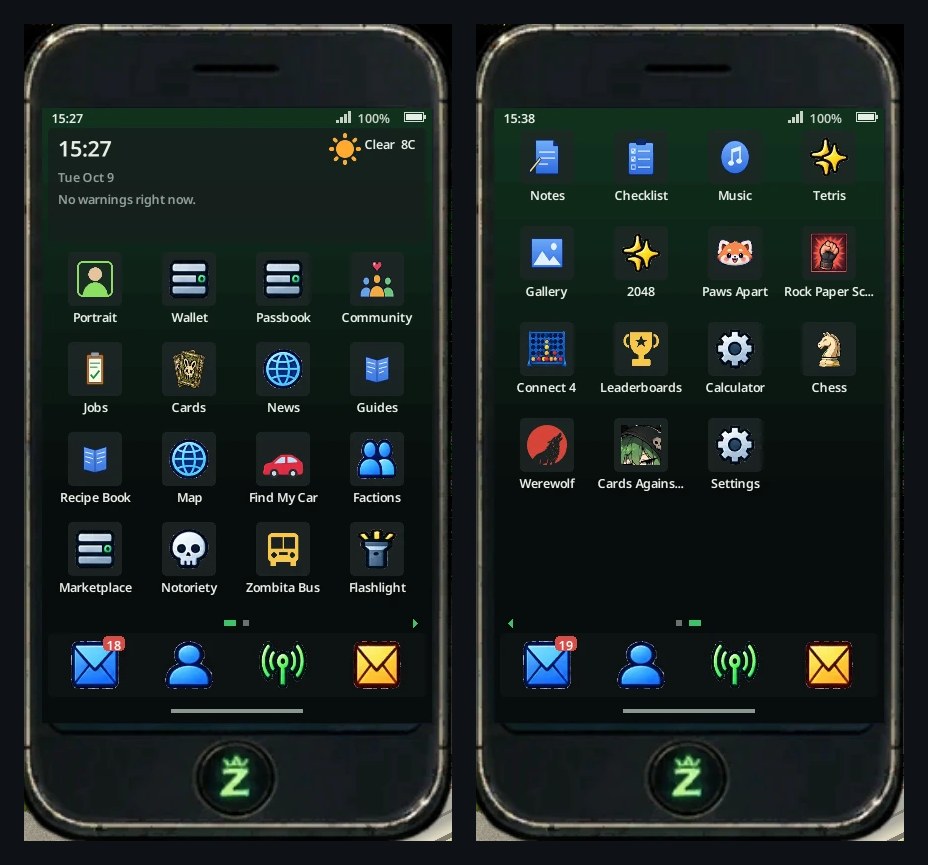 15:27
100%
15:27
Clear 8C
Tue Oct 9
No warnings right now.
Portrait
Wallet
Passbook
Community
Jobs
Cards
News
Guides
Recipe Book
Map
Find My Car
Factions
Marketplace
Notoriety
Zombita Bus
Flashlight
18
Z
15:38
100%
Notes
Checklist
Music
Tetris
Gallery
2048
Paws Apart
Rock Paper Sc...
Connect 4
Leaderboards
Calculator
Chess
Werewolf
Cards Agains...
Settings
19
Z